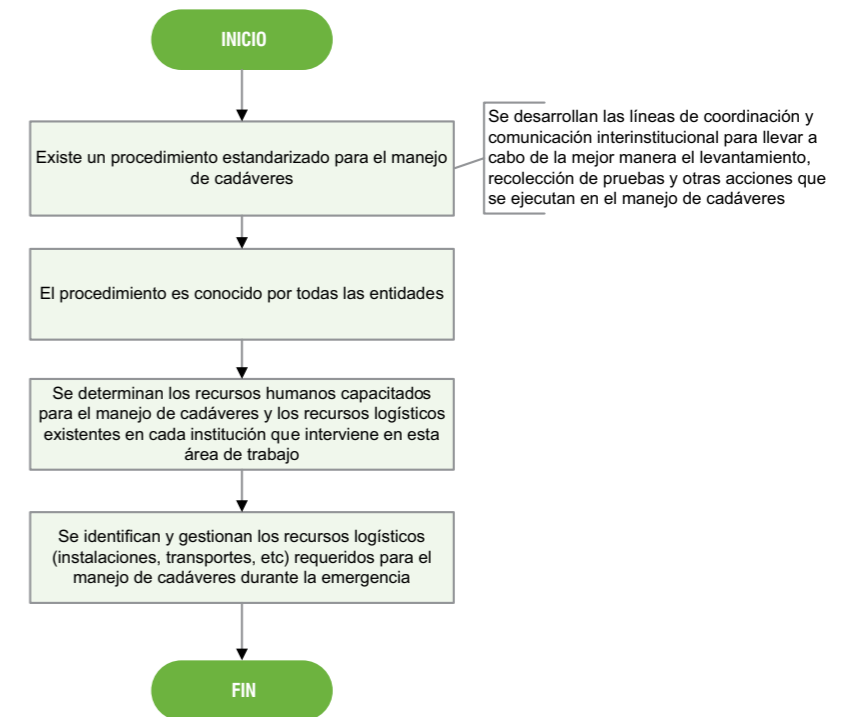 INICIO
Existe un procedimiento estandarizado para el manejo
de cadáveres
Se desarrollan las líneas de coordinación y
comunicación interinstitucional para llevar a
cabo de la mejor manera el levantamiento,
recolección de pruebas y otras acciones que
se ejecutan en el manejo de cadáveres
El procedimiento es conocido por todas las entidades
Se determinan los recursos humanos capacitados
para el manejo de cadáveres y los recursos logísticos
existentes en cada institución que interviene en esta
área de trabajo
Se identifican y gestionan los recursos logísticos
(instalaciones, transportes, etc) requeridos para el
manejo de cadáveres durante la emergencia
FIN